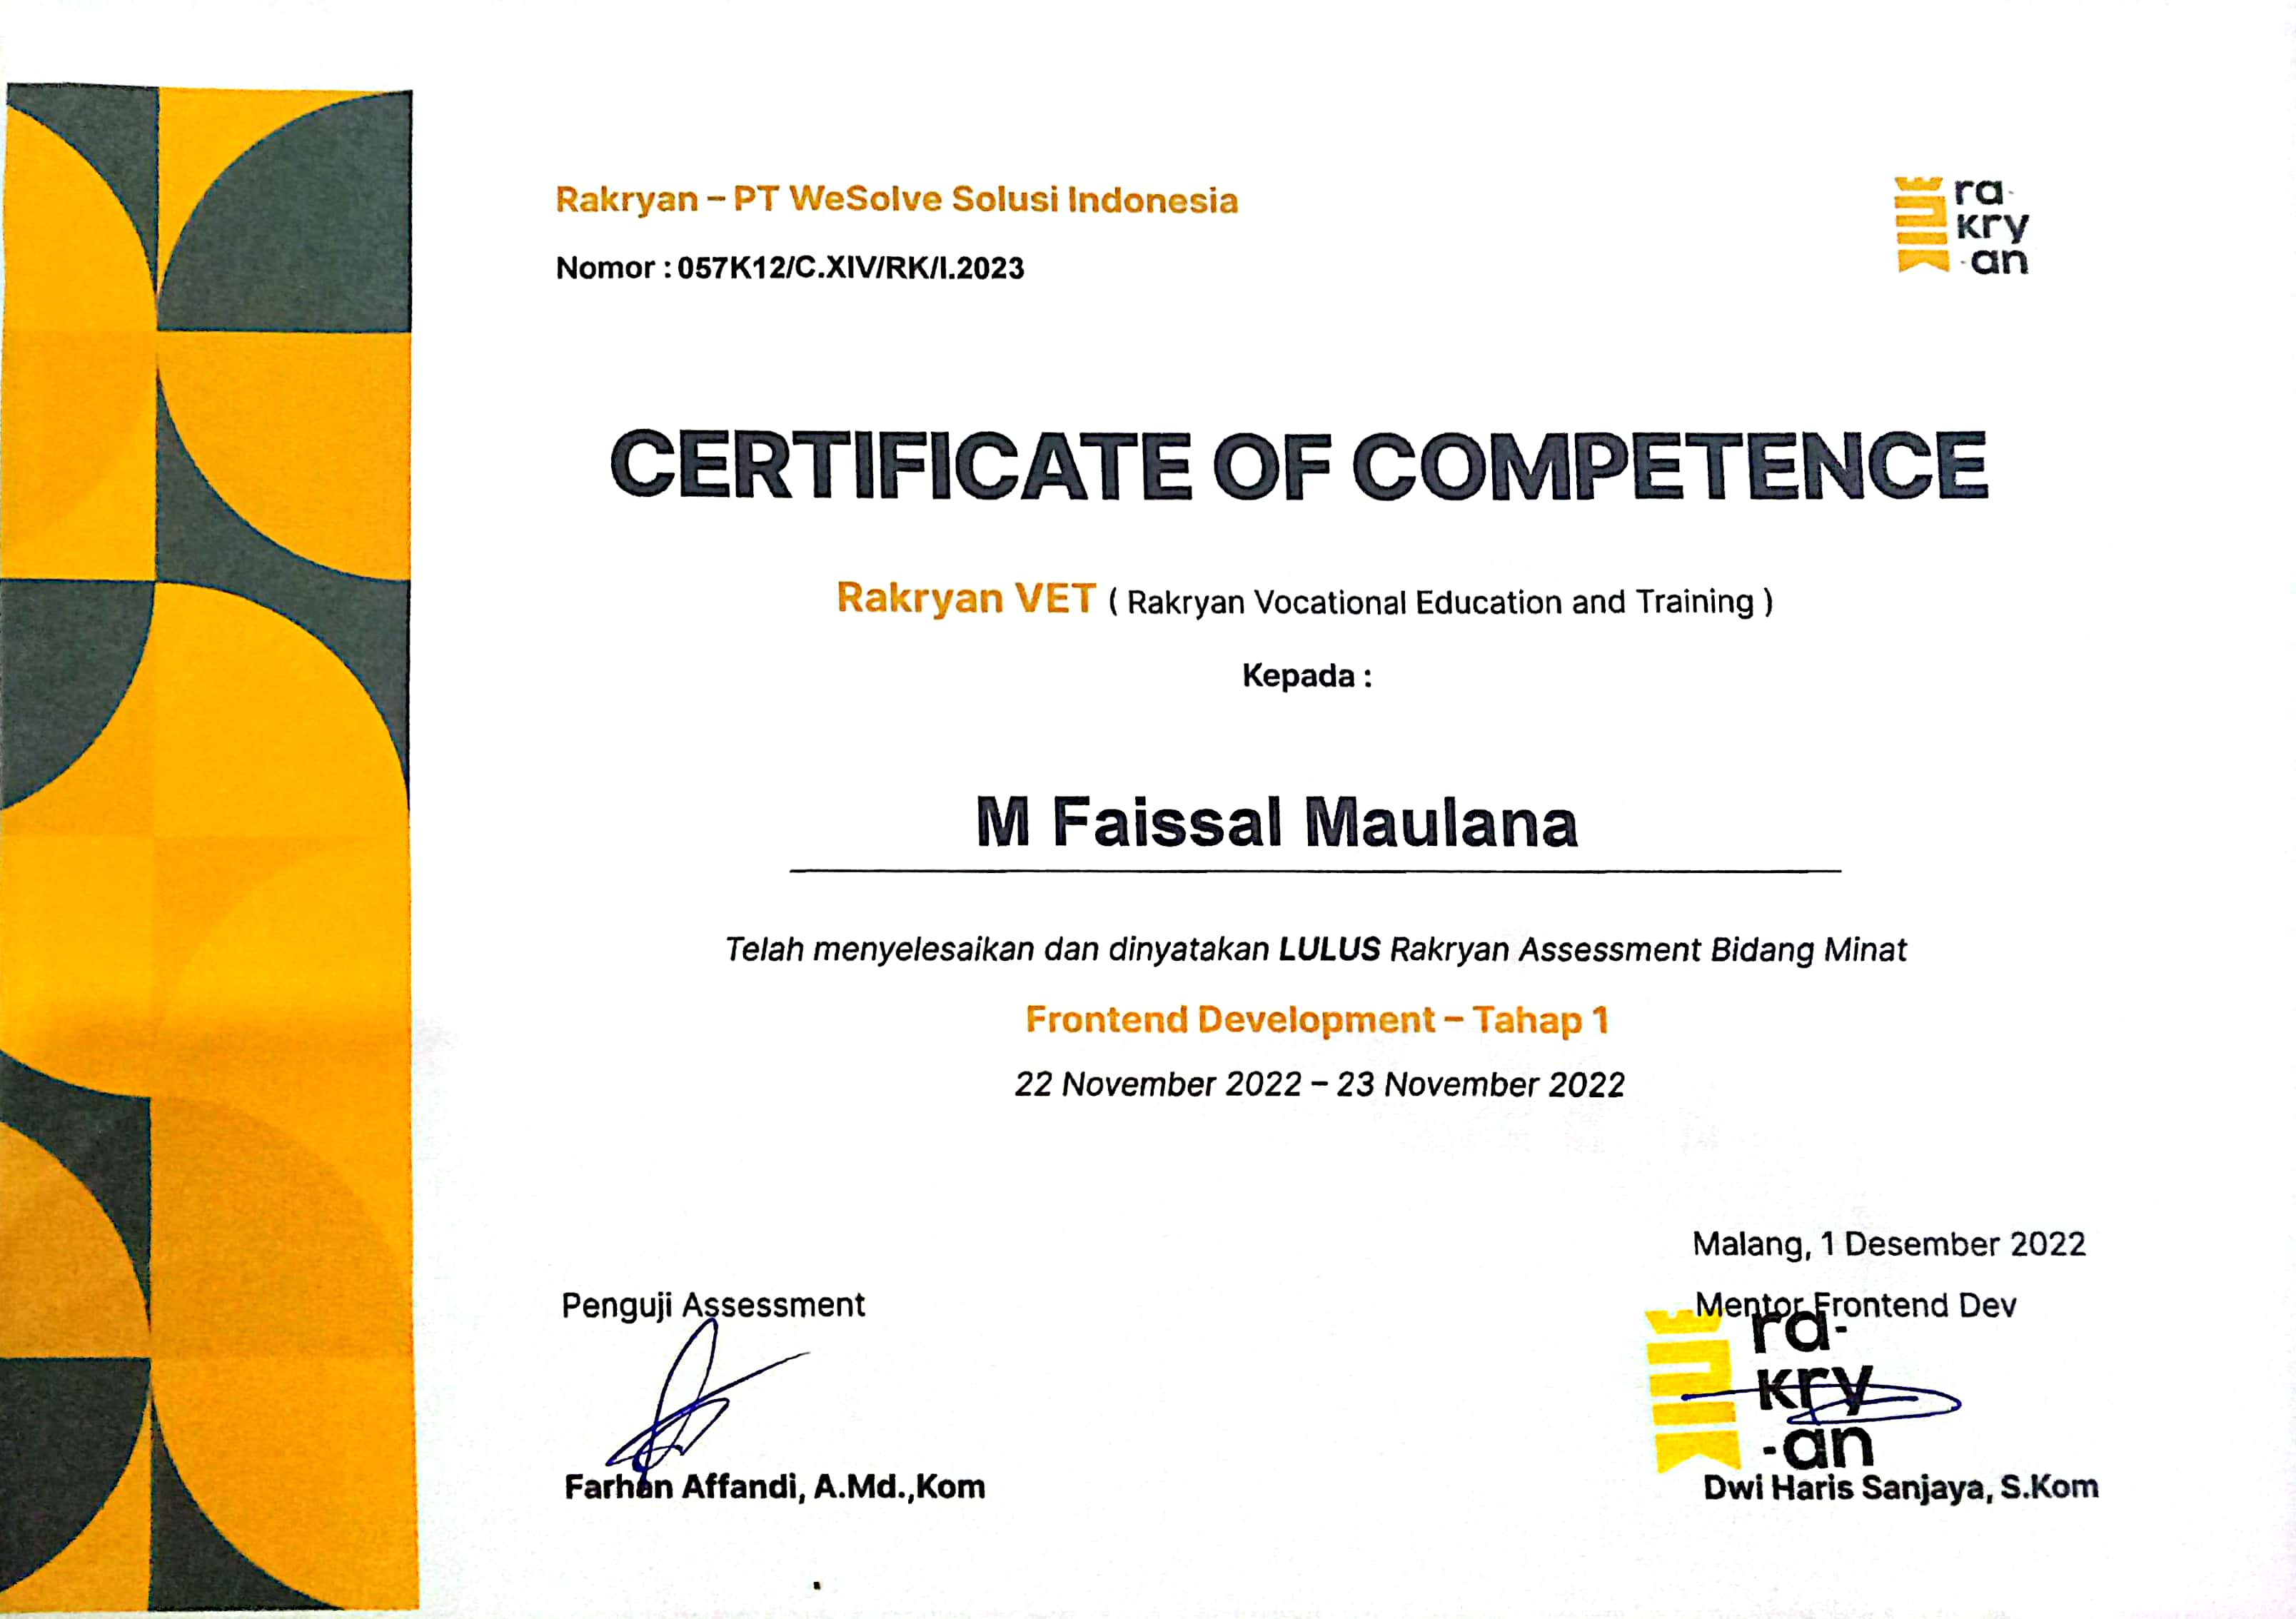 Rakryan – PT WeSolve Solusi Indonesia
Nomor : 057K12/C.XIV/RK/I.2023
ra-
kry
-an
CERTIFICATE OF COMPETENCE
Rakryan VET ( Rakryan Vocational Education and Training )
Kepada :
M Faissal Maulana
Telah menyelesaikan dan dinyatakan LULUS Rakryan Assessment Bidang Minat
Frontend Development – Tahap 1
22 November 2022 – 23 November 2022
Malang, 1 Desember 2022
Penguji Assessment
Mentor Frontend Dev
ra-
kry
-an
Farhan Affandi, A.Md.,Kom
Dwi Haris Sanjaya, S.Kom